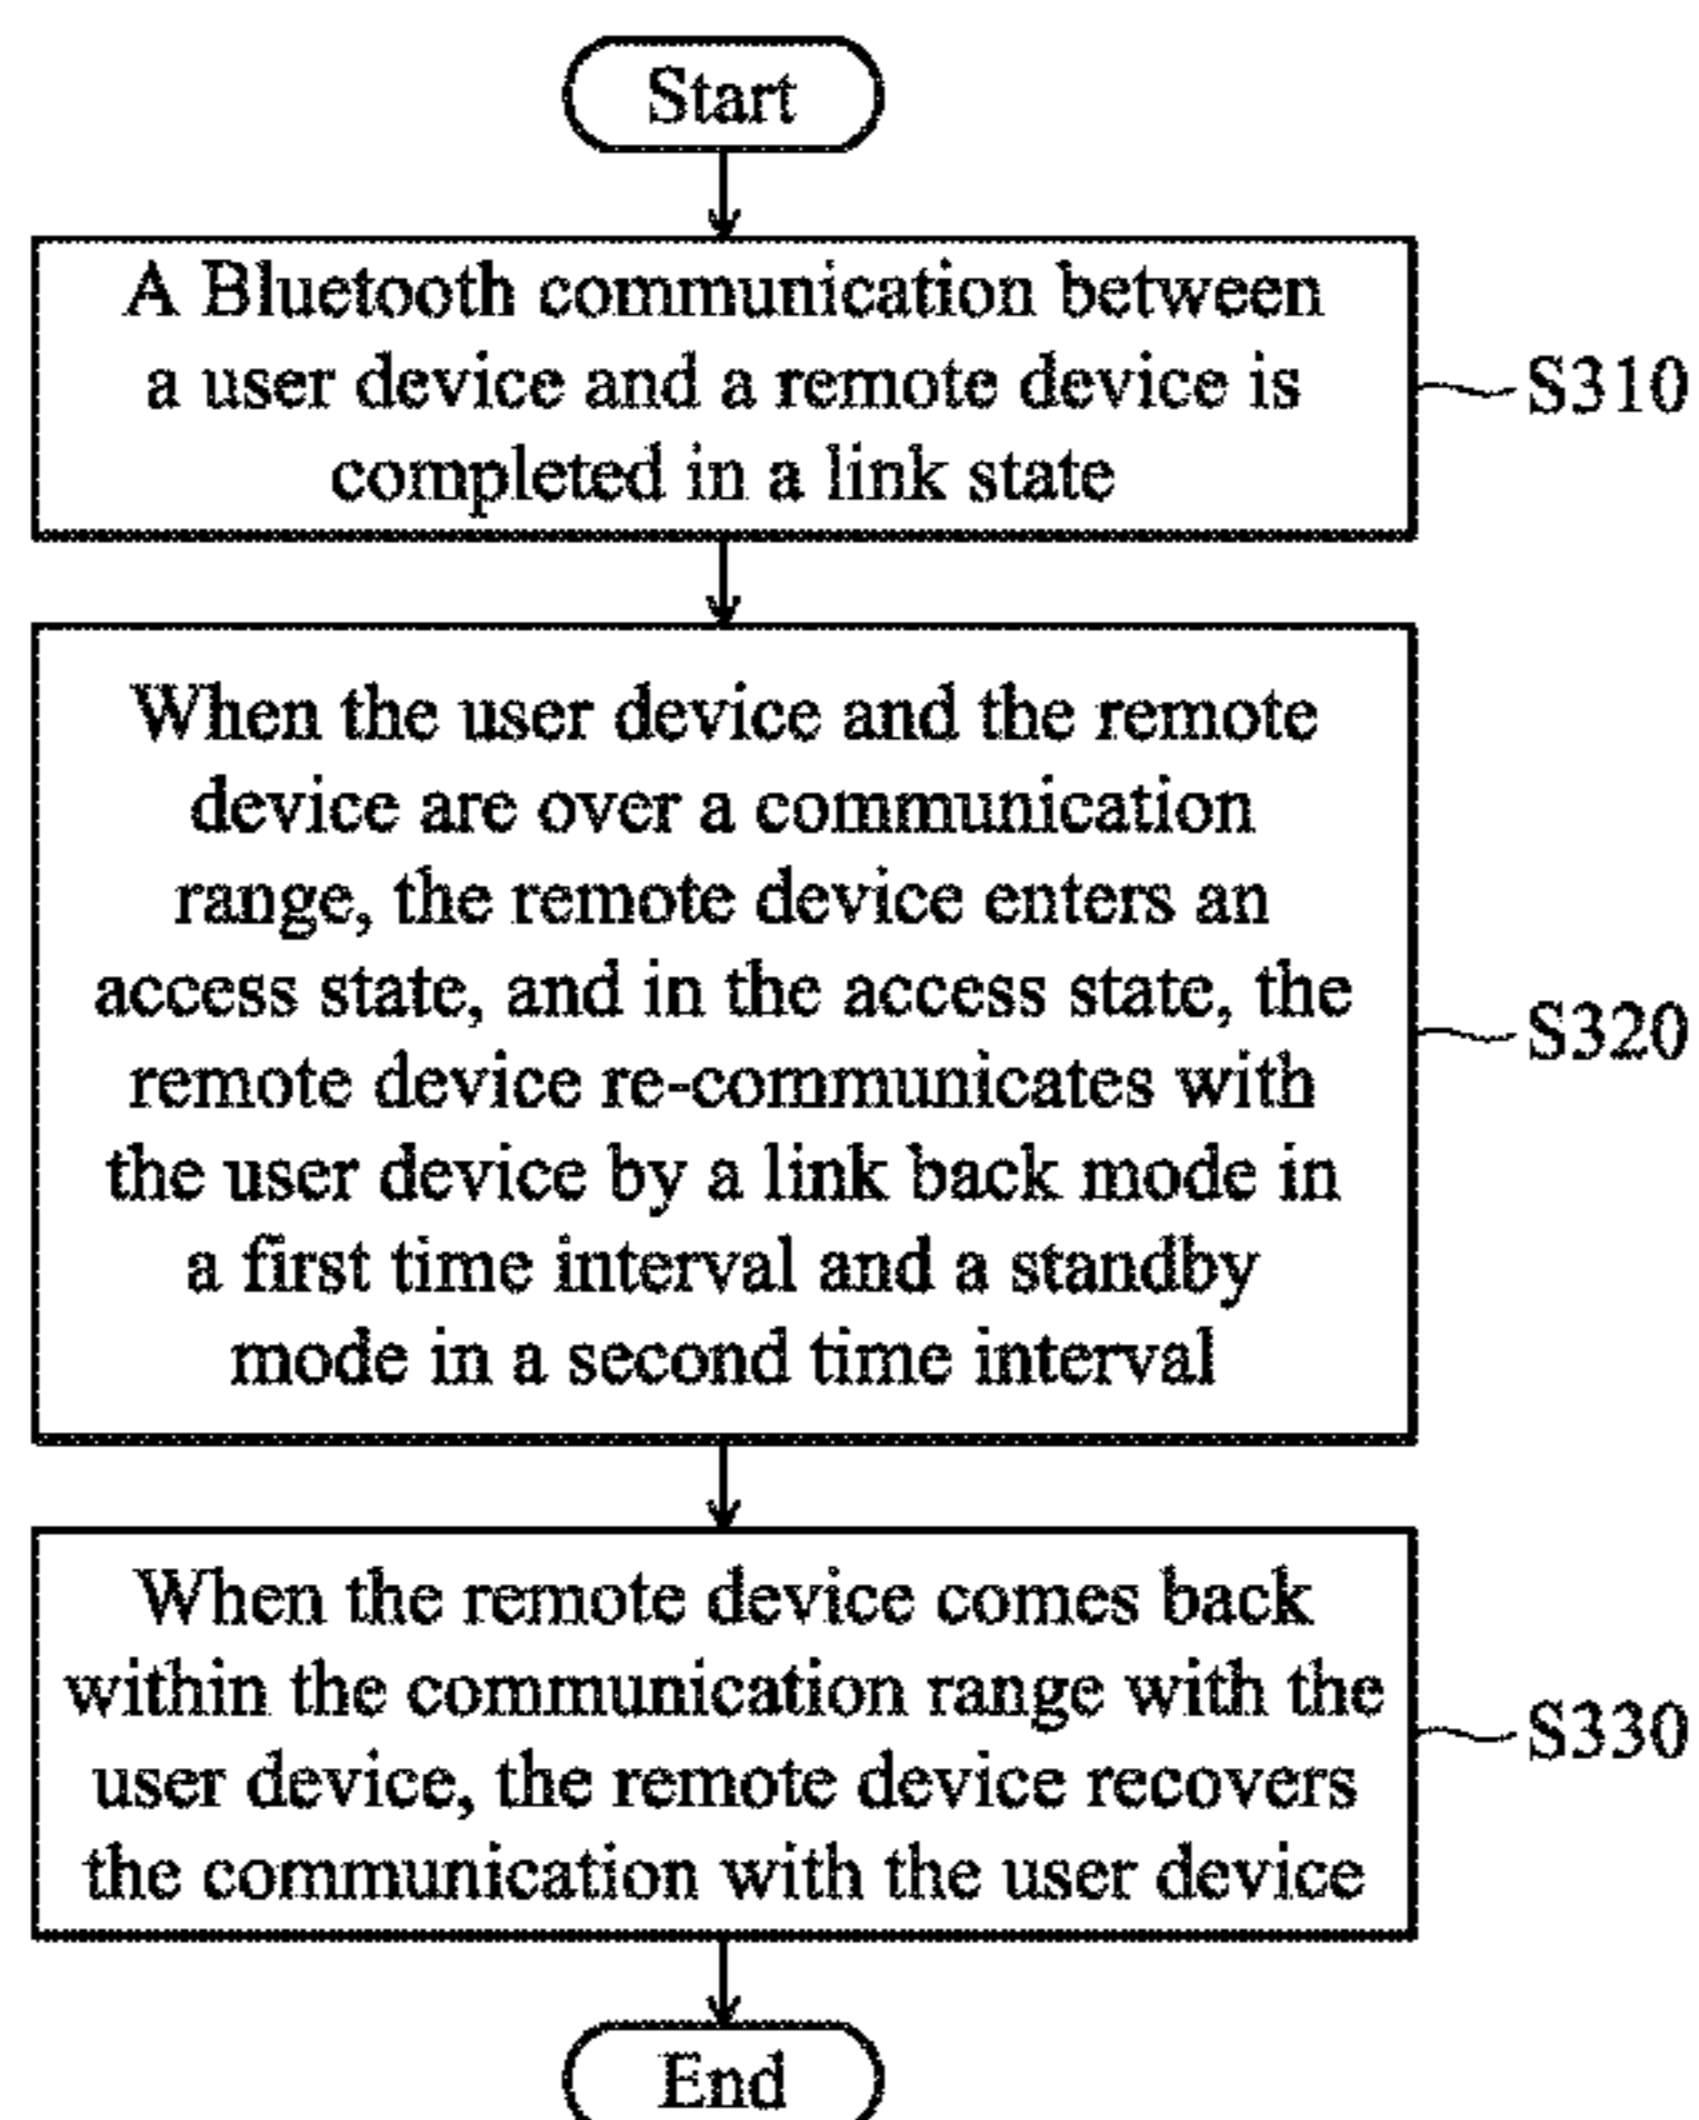 Start
A Bluetooth communication between
a user device and a remote device is
completed in a link state
S310
When the user device and the remote
device are over a communication
range, the remote device enters an
access state, and in the access state, the
remote device re-communicates with
the user device by a link back mode in
a first time interval and a standby
mode in a second time interval
S320
When the remote device comes back
within the communication range with the
user device, the remote device recovers
the communication with the user device
S330
End